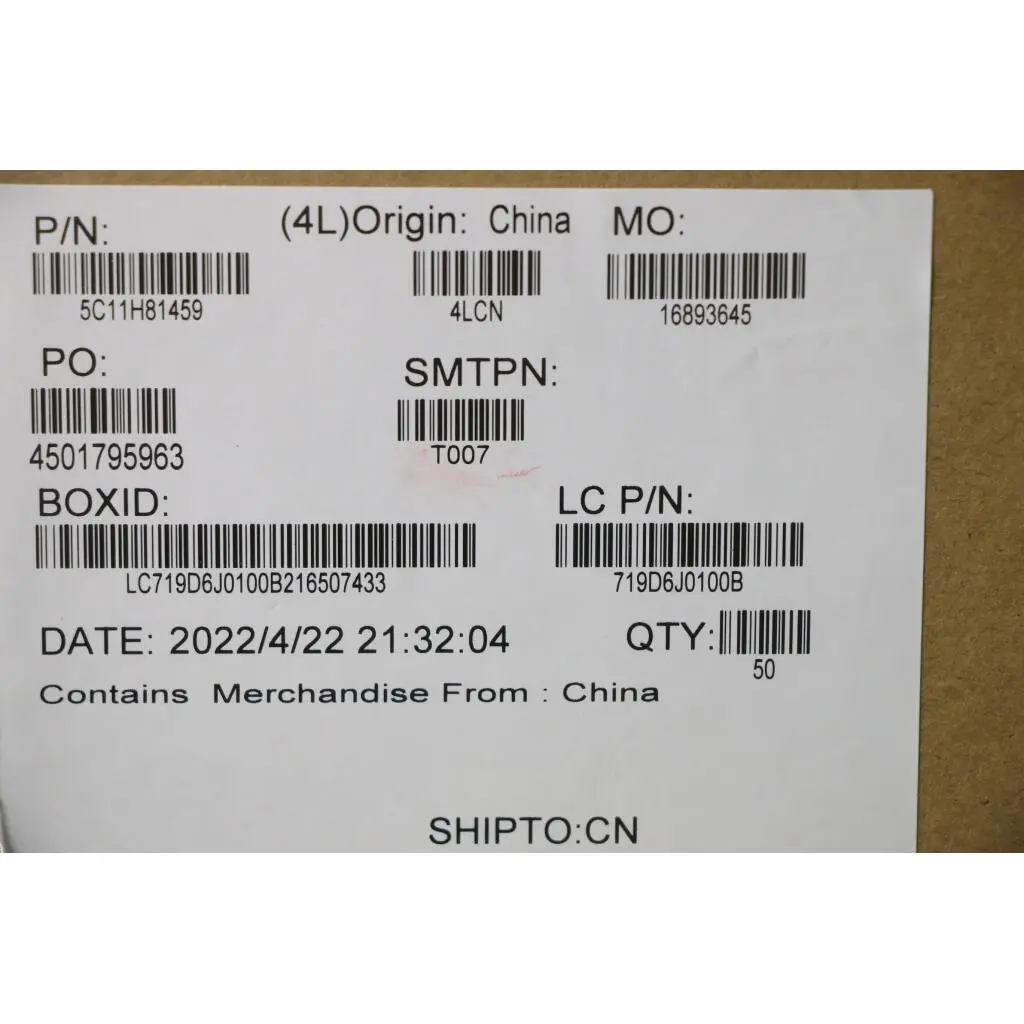 P/N: (4L)Origin: China MO:
5C11H81459 4LCN 16893645
PO: SMTPN:
4501795963 T007
BOXID: LC P/N:
LC719D6J0100B216507433 719D6J0100B
DATE: 2022/4/22 21:32:04 QTY:
50
Contains Merchandise From : China
SHIPTO:CN